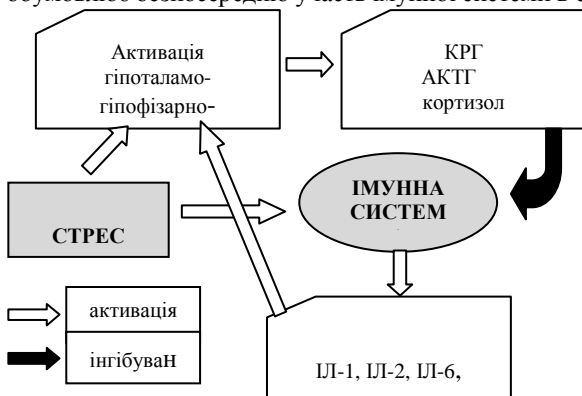 обумовлює безпосередню участь імунної системи в
Активація
гіпоталамо-
гіпофізарно-
КРГ
АКТГ
кортизол
СТРЕС
ІМУННА
СИСТЕМ
активація
інгібуваН
ІЛ-1, ІЛ-2, ІЛ-6,